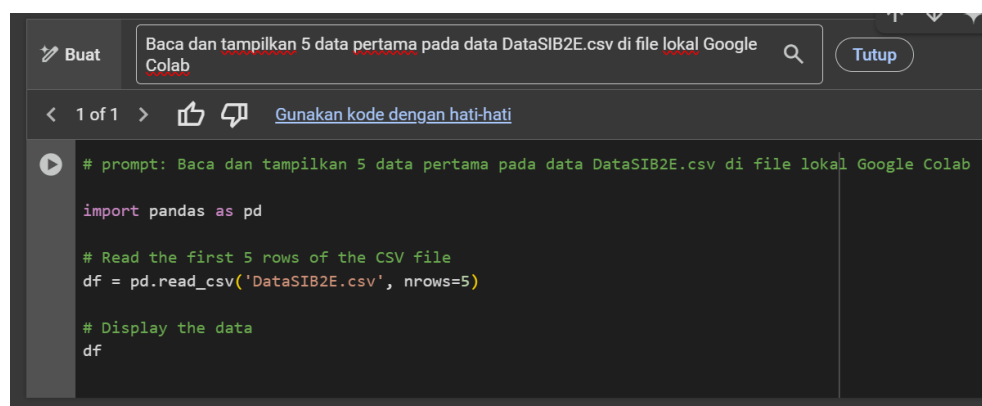 Buat
Baca dan tampilkan 5 data pertama pada data DataSIB2E.csv di file lokal Google
Colab
Tutup
1 of 1
Gunakan kode dengan hati-hati
# prompt: Baca dan tampilkan 5 data pertama pada data DataSIB2E.csv di file lokal Google Colab
import pandas as pd
# Read the first 5 rows of the CSV file
df = pd.read_csv('DataSIB2E.csv', nrows=5)
# Display the data
df